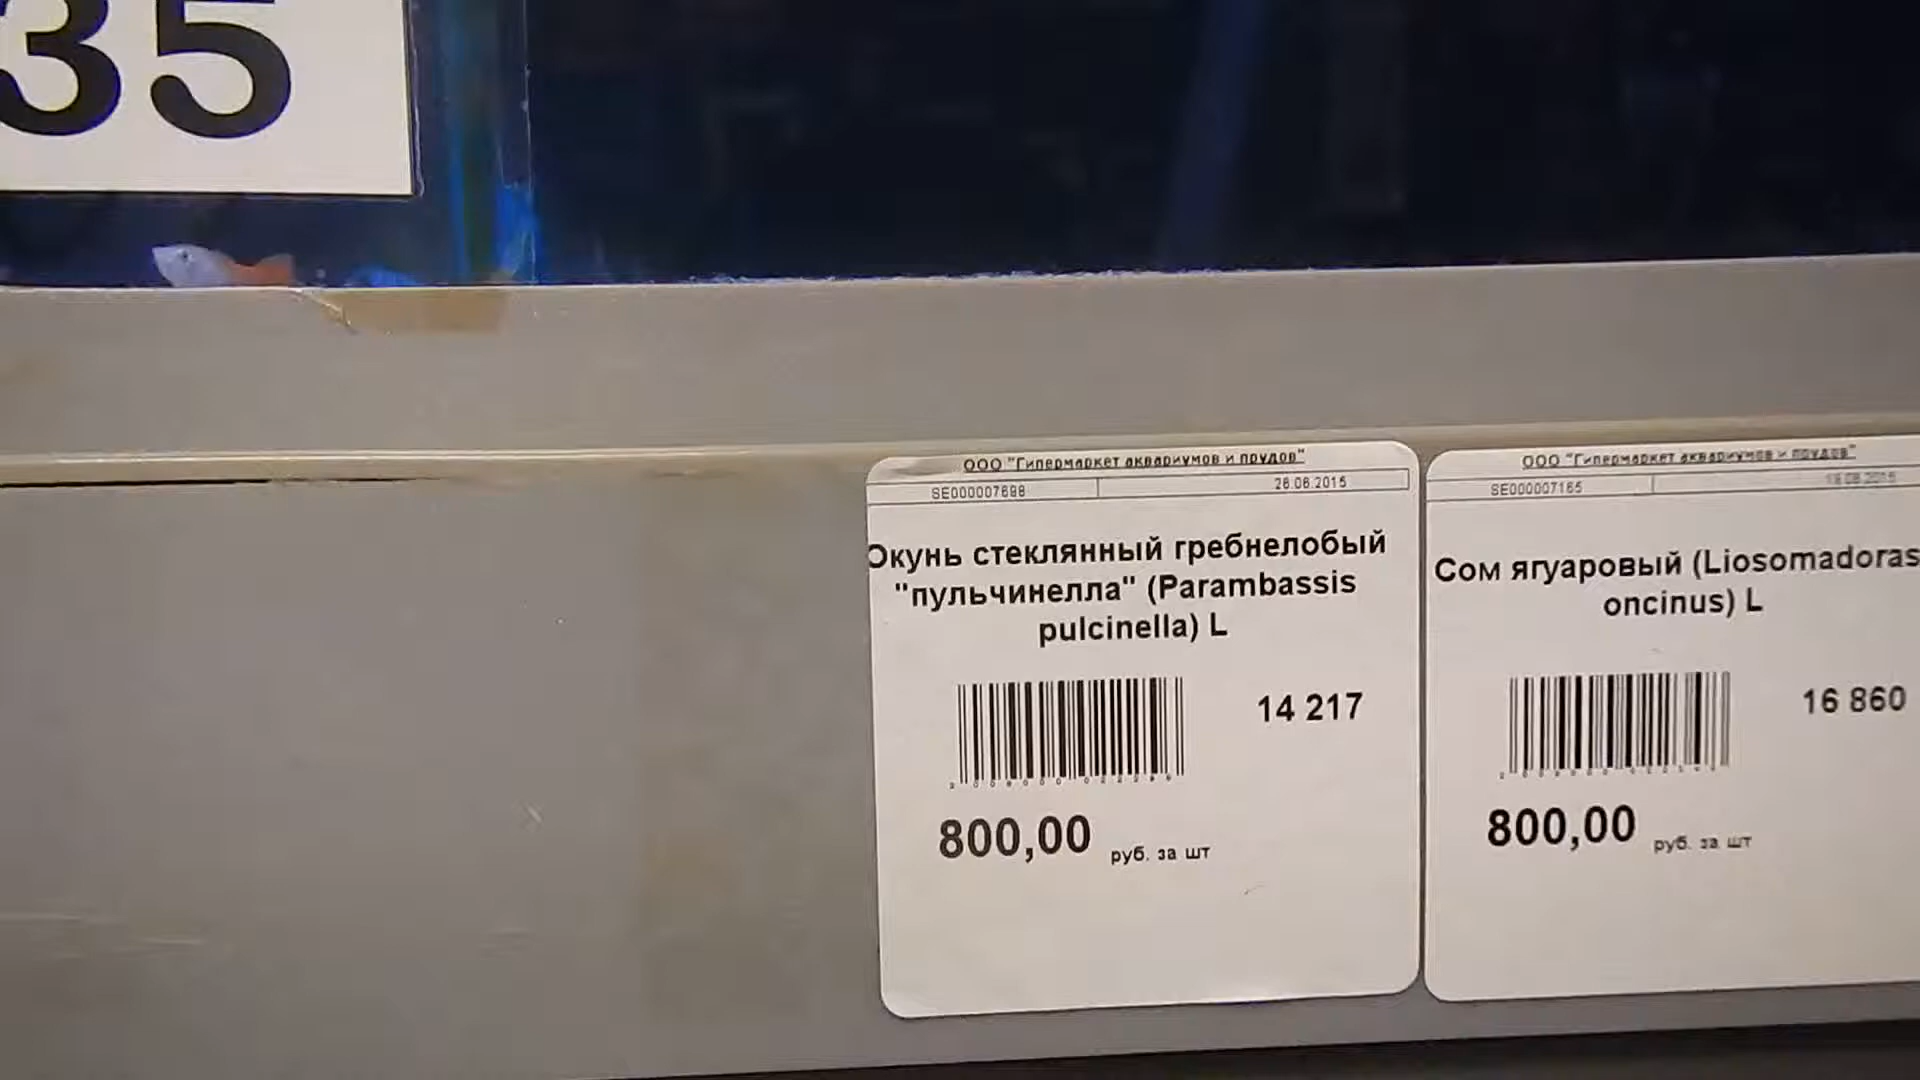 35
ООО "Гипермаркет аквариумов и прудов"
SE000007698 26.06.2015
Окунь стеклянный гребнелобый
"пульчинелла" (Parambassis
pulcinella) L
14 217
800,00 руб. за шт
ООО "Гипермаркет аквариумов и прудов"
SE000007165
Сом ягуаровый (Liosomadoras
oncinus) L
16 860
800,00 руб. за шт